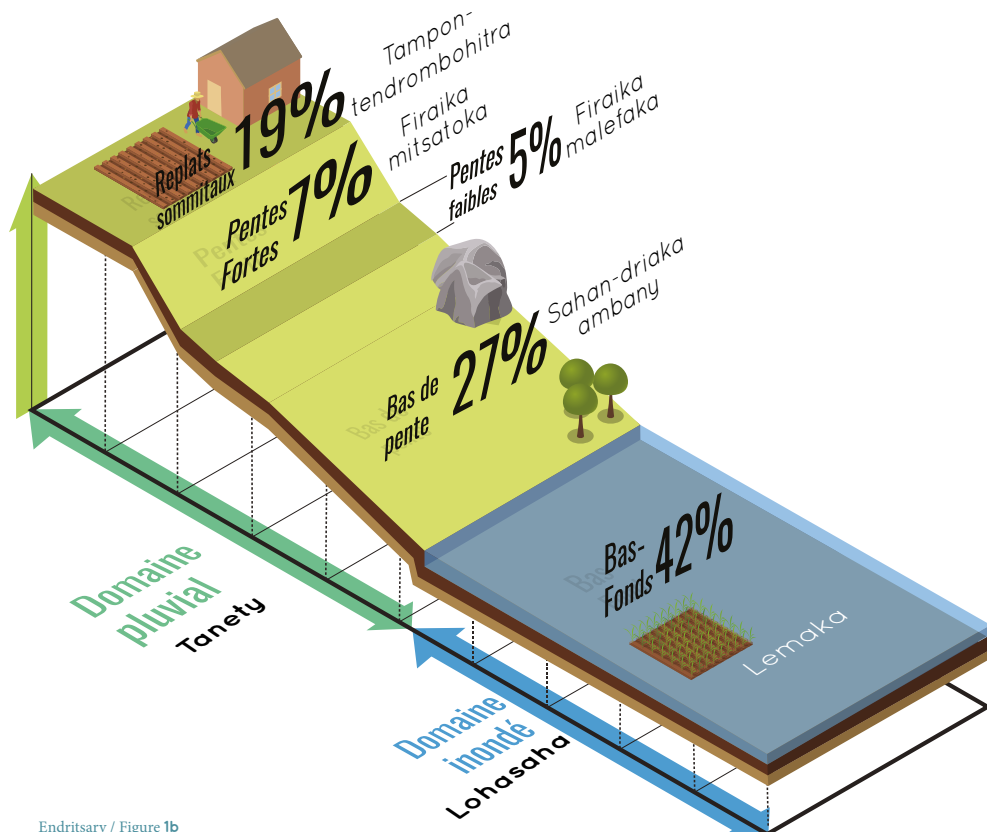 Tampon-
tendrombohitra
Replats
sommitaux
19%
Firaika
mitsatoka
Pentes
Fortes
7%
Pentes
faibles
5%
Firaika
malefaka
Sahan-driaka
ambany
Bas de
pente
27%
Bas-
Fonds
42%
Lemaka
Domaine
pluvial
Tanety
Domaine
inondé
Lohasaha
Endritsary / Figure 1b